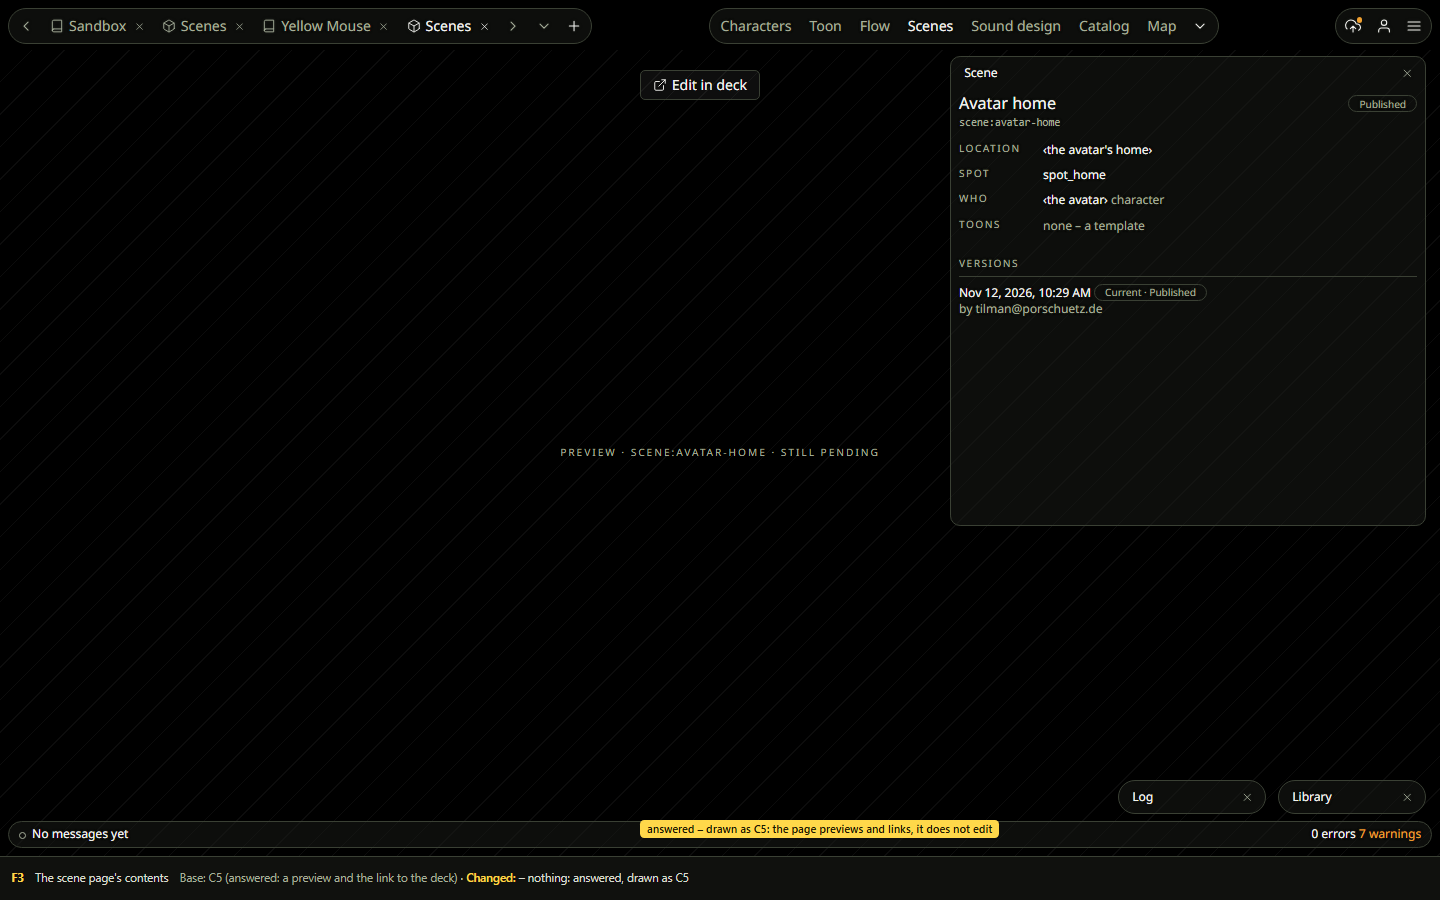 Sandbox
Scenes
Yellow Mouse
Scenes
Characters
Toon
Flow
Scenes
Sound design
Catalog
Map
Edit in deck
Scene
Avatar home
Published
scene:avatar-home
LOCATION ‹the avatar's home›
SPOT spot_home
WHO ‹the avatar› character
TOONS none – a template
VERSIONS
Nov 12, 2026, 10:29 AM Current · Published
by tilman@porschuetz.de
PREVIEW · SCENE:AVATAR-HOME · STILL PENDING
Log
Library
No messages yet
answered – drawn as C5: the page previews and links, it does not edit
0 errors 7 warnings
F3 The scene page's contents Base: C5 (answered: a preview and the link to the deck) · Changed: – nothing: answered, drawn as C5